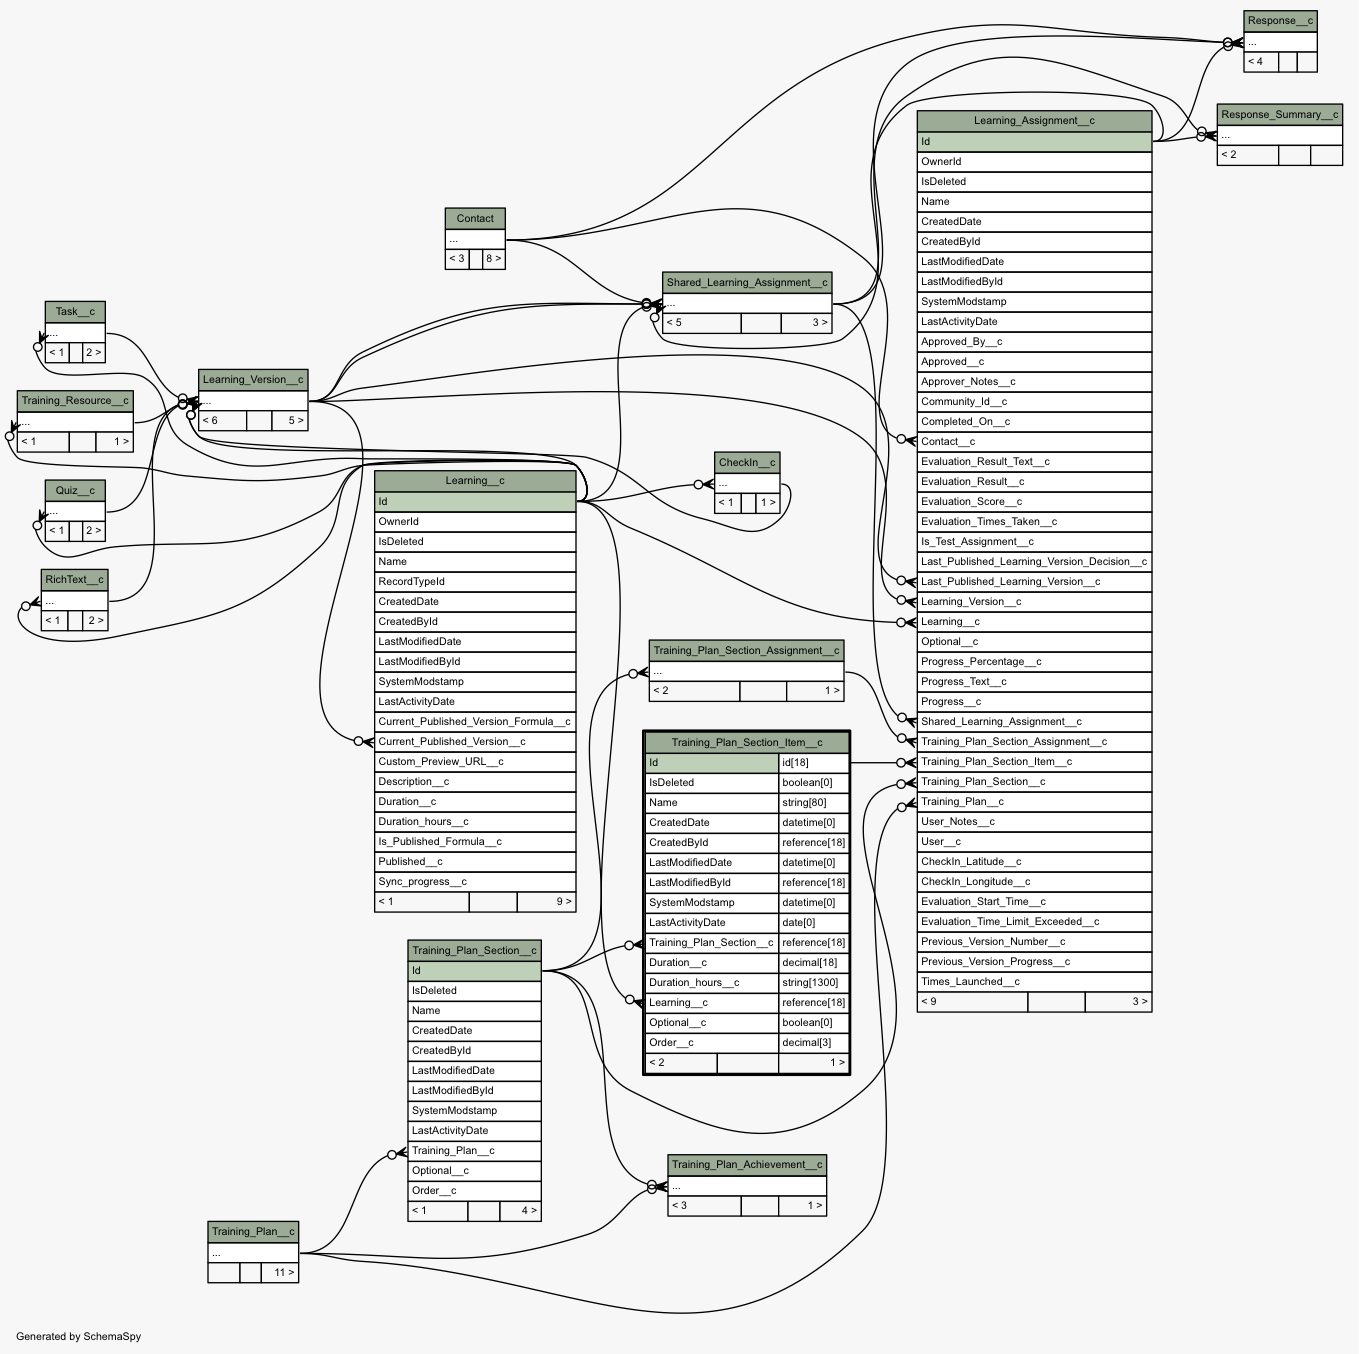 Response__c
...
< 4
Response_Summary__c
...
< 2
Learning_Assignment__c
Id
OwnerId
IsDeleted
Name
CreatedDate
CreatedById
LastModifiedDate
LastModifiedById
SystemModstamp
LastActivityDate
Approved_By__c
Approved__c
Approver_Notes__c
Community_Id__c
Completed_On__c
Contact__c
Evaluation_Result_Text__c
Evaluation_Result__c
Evaluation_Score__c
Evaluation_Times_Taken__c
Is_Test_Assignment__c
Last_Published_Learning_Version_Decision__c
Last_Published_Learning_Version__c
Learning_Version__c
Learning__c
Optional__c
Progress_Percentage__c
Progress_Text__c
Progress__c
Shared_Learning_Assignment__c
Training_Plan_Section_Assignment__c
Training_Plan_Section_Item__c
Training_Plan_Section__c
Training_Plan__c
User_Notes__c
User__c
CheckIn_Latitude__c
CheckIn_Longitude__c
Evaluation_Start_Time__c
Evaluation_Time_Limit_Exceeded__c
Previous_Version_Number__c
Previous_Version_Progress__c
Times_Launched__c
< 9 3 >
Contact
...
< 3 8 >
Shared_Learning_Assignment__c
...
< 5 3 >
Task__c
...
< 1 2 >
Learning_Version__c
...
< 6 5 >
Training_Resource__c
...
< 1 1 >
Quiz__c
...
< 1 2 >
RichText__c
...
< 1 2 >
CheckIn__c
...
< 1 1 >
Learning__c
Id
OwnerId
IsDeleted
Name
RecordTypeId
CreatedDate
CreatedById
LastModifiedDate
LastModifiedById
SystemModstamp
LastActivityDate
Current_Published_Version_Formula__c
Current_Published_Version__c
Custom_Preview_URL__c
Description__c
Duration__c
Duration_hours__c
Is_Published_Formula__c
Published__c
Sync_progress__c
< 1 9 >
Training_Plan_Section_Assignment__c
...
< 2 1 >
Training_Plan_Section_Item__c
Id id[18]
IsDeleted boolean[0]
Name string[80]
CreatedDate datetime[0]
CreatedById reference[18]
LastModifiedDate datetime[0]
LastModifiedById reference[18]
SystemModstamp datetime[0]
LastActivityDate date[0]
Training_Plan_Section__c reference[18]
Duration__c decimal[18]
Duration_hours__c string[1300]
Learning__c reference[18]
Optional__c boolean[0]
Order__c decimal[3]
< 2 1 >
Training_Plan_Section__c
Id
IsDeleted
Name
CreatedDate
CreatedById
LastModifiedDate
LastModifiedById
SystemModstamp
LastActivityDate
Training_Plan__c
Optional__c
Order__c
< 1 4 >
Training_Plan_Achievement__c
...
< 3 1 >
Training_Plan__c
...
11 >
Generated by SchemaSpy